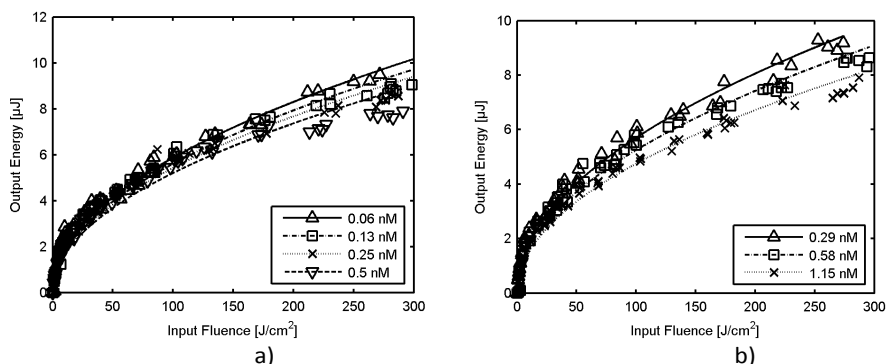 12
10
8
6
4
2
0
0 50 100 150 200 250 300
Output Energy [µJ]
Input Fluence [J/cm²]
0.06 nM
0.13 nM
0.25 nM
0.5 nM
a)
10
8
6
4
2
0
0 50 100 150 200 250 300
Output Energy [µJ]
Input Fluence [J/cm²]
0.29 nM
0.58 nM
1.15 nM
b)